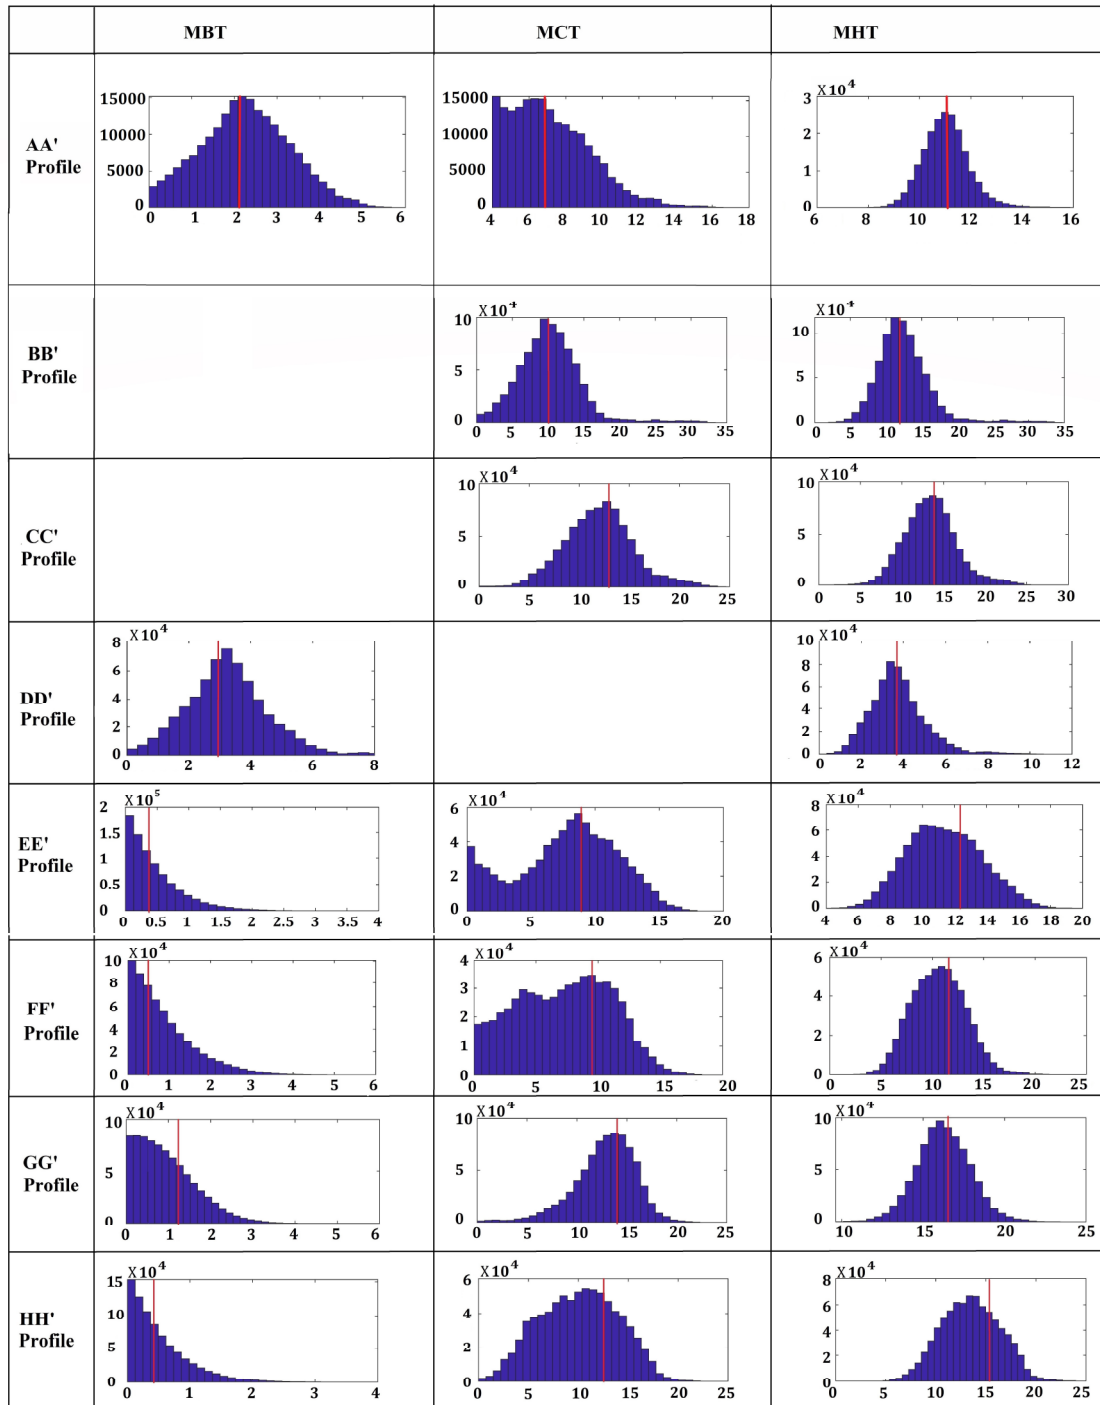 MBT MCT MHT
AA'
Profile
15000
10000
5000
0
0 1 2 3 4 5 6
15000
10000
5000
0
4 6 8 10 12 14 16 18
X10⁴
3
2
1
0
6 8 10 12 14 16
BB'
Profile
X10⁴
10
5
0
0 5 10 15 20 25 30 35
X10⁴
10
5
0
0 5 10 15 20 25 30 35
CC'
Profile
X10⁴
10
5
0
0 5 10 15 20 25
X10⁴
10
5
0
0 5 10 15 20 25 30
DD'
Profile
X10⁴
8
6
4
2
0
0 2 4 6 8
X10⁴
10
8
6
4
2
0
0 4 8 10 12
EE'
Profile
X10⁵
2
1.5
1
0.5
0
0 0.5 1 1.5 2 2.5 3 3.5 4
X10⁴
6
4
2
0
0 5 10 15 20
X10⁴
8
6
4
2
0
4 6 8 10 12 14 16 18 20
FF'
Profile
X10⁴
10
8
6
4
2
0
0 1 2 3 4 5 6
X10⁴
4
3
2
1
0
0 5 10 15 20
X10⁴
6
4
2
0
0 5 10 15 20 25
GG'
Profile
X10⁴
10
5
0
0 1 2 3 4 5 6
X10⁴
10
5
0
0 5 10 15 20 25
X10⁴
10
5
0
10 15 20 25
HH'
Profile
X10⁴
15
10
5
0
0 1 2 3 4
X10⁴
6
4
2
0
0 5 10 15 20 25
X10⁴
8
6
4
2
0
0 5 10 15 20 25